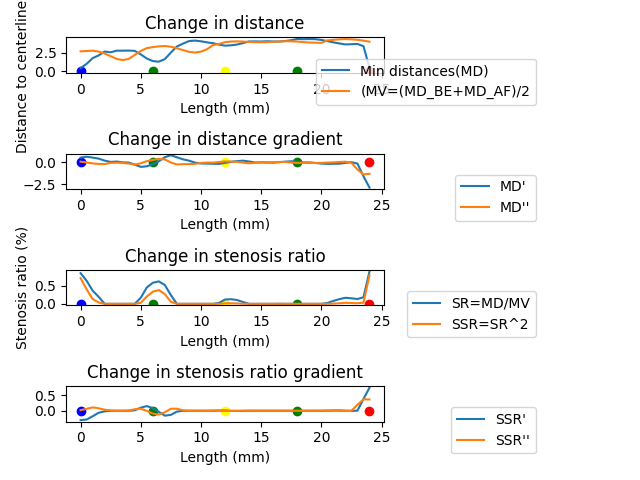 Change in distance
Distance to centerline
2.5
0.0
0
5
10
15
20
Min distances(MD)
(MV=(MD_BE+MD_AF)/2
Length (mm)
Change in distance gradient
0.0
−2.5
0
5
10
15
20
25
Length (mm)
MD'
MD''
Change in stenosis ratio
Stenosis ratio (%)
0.5
0.0
0
5
10
15
20
25
Length (mm)
SR=MD/MV
SSR=SR^2
Change in stenosis ratio gradient
0.5
0.0
0
5
10
15
20
25
Length (mm)
SSR'
SSR''